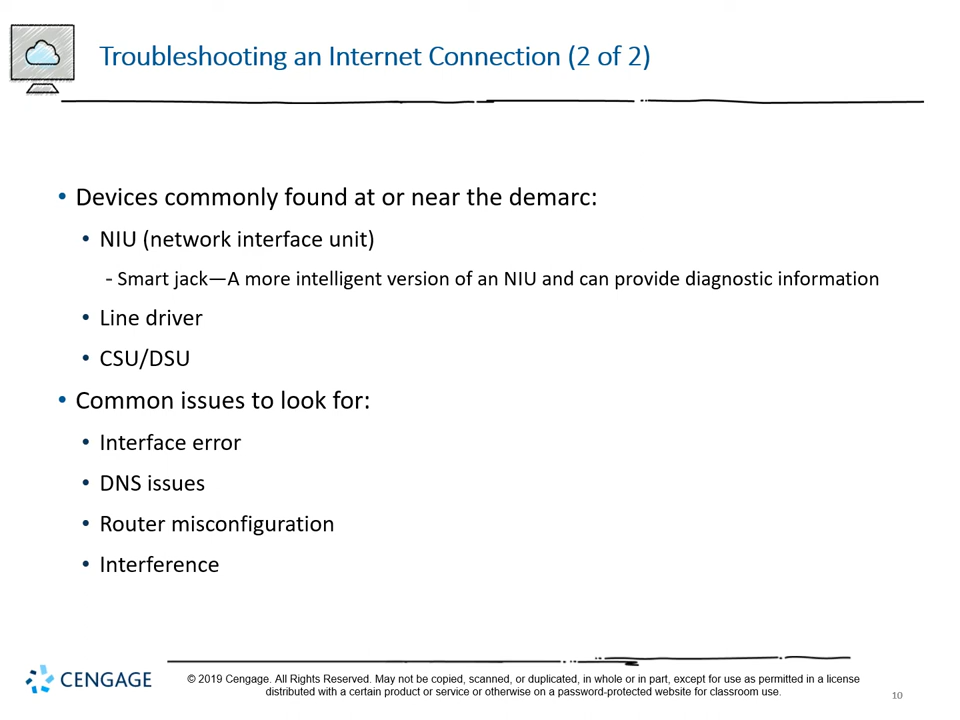 Troubleshooting an Internet Connection (2 of 2)
• Devices commonly found at or near the demarc:
• NIU (network interface unit)
- Smart jack—A more intelligent version of an NIU and can provide diagnostic information
• Line driver
• CSU/DSU
• Common issues to look for:
• Interface error
• DNS issues
• Router misconfiguration
• Interference
CENGAGE
© 2019 Cengage. All Rights Reserved. May not be copied, scanned, or duplicated, in whole or in part, except for use as permitted in a license
distributed with a certain product or service or otherwise on a password-protected website for classroom use.
10